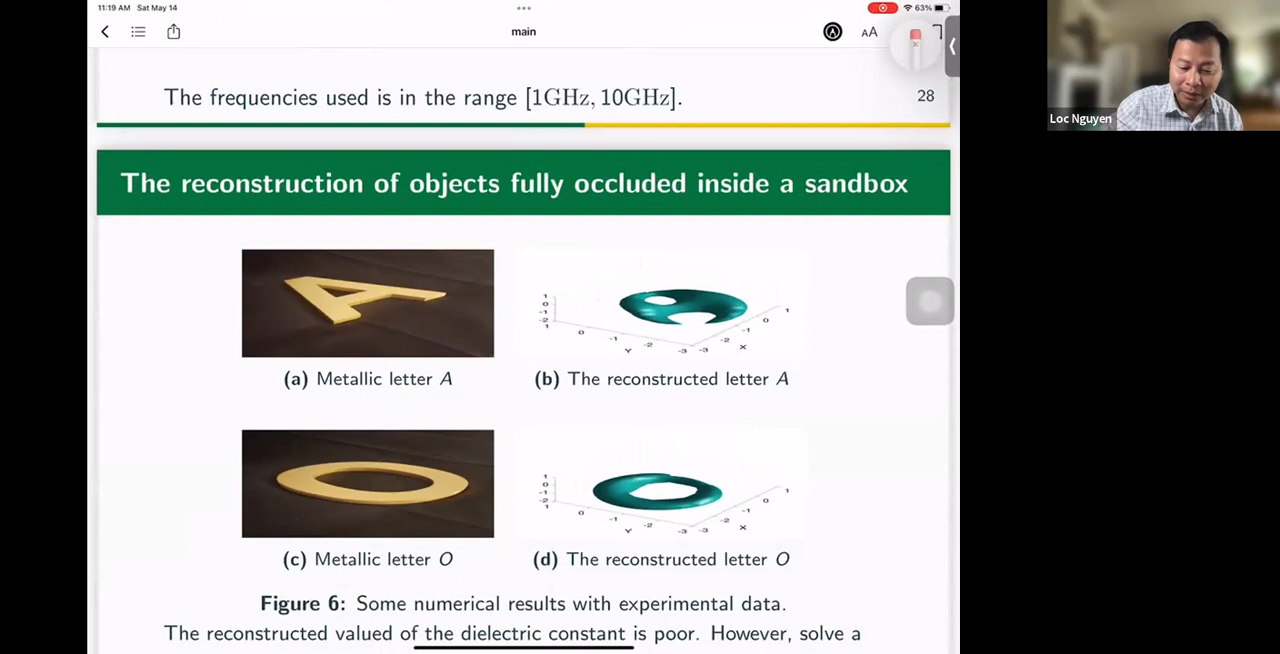 11:19 AM Sat May 14
63%
main
AA
The frequencies used is in the range [1GHz, 10GHz].
28
Loc Nguyen
The reconstruction of objects fully occluded inside a sandbox
(a) Metallic letter A
(b) The reconstructed letter A
(c) Metallic letter O
(d) The reconstructed letter O
Figure 6: Some numerical results with experimental data.
The reconstructed valued of the dielectric constant is poor. However, solve a